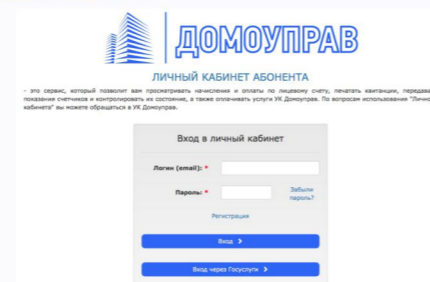 ДОМОУПРАВ
ЛИЧНЫЙ КАБИНЕТ АБОНЕНТА
- это сервис, который позволит вам просматривать начисления и оплаты по лицевому счету, печатать квитанции, передава
показания счетчиков и контролировать их состояние, а также оплачивать услуги УК Домоуправ. По вопросам использования "Лично
кабинета" вы можете обращаться в УК Домоуправ.
Вход в личный кабинет
Логин (email): *
Пароль: *
Забыли
пароль?
Регистрация
Вход
Вход через Госуслуги